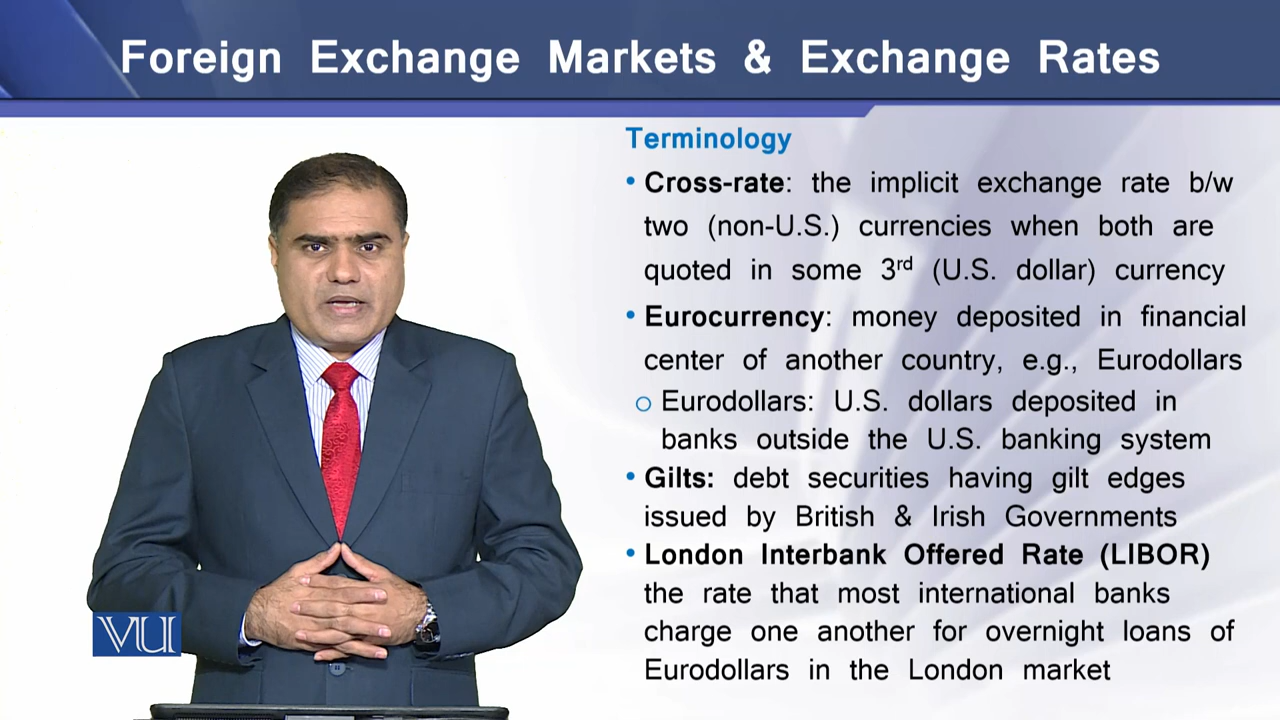 Foreign Exchange Markets & Exchange Rates
Terminology
• Cross-rate: the implicit exchange rate b/w
two (non-U.S.) currencies when both are
quoted in some 3rd (U.S. dollar) currency
• Eurocurrency: money deposited in financial
center of another country, e.g., Eurodollars
o Eurodollars: U.S. dollars deposited in
banks outside the U.S. banking system
• Gilts: debt securities having gilt edges
issued by British & Irish Governments
• London Interbank Offered Rate (LIBOR)
the rate that most international banks
charge one another for overnight loans of
Eurodollars in the London market
VU